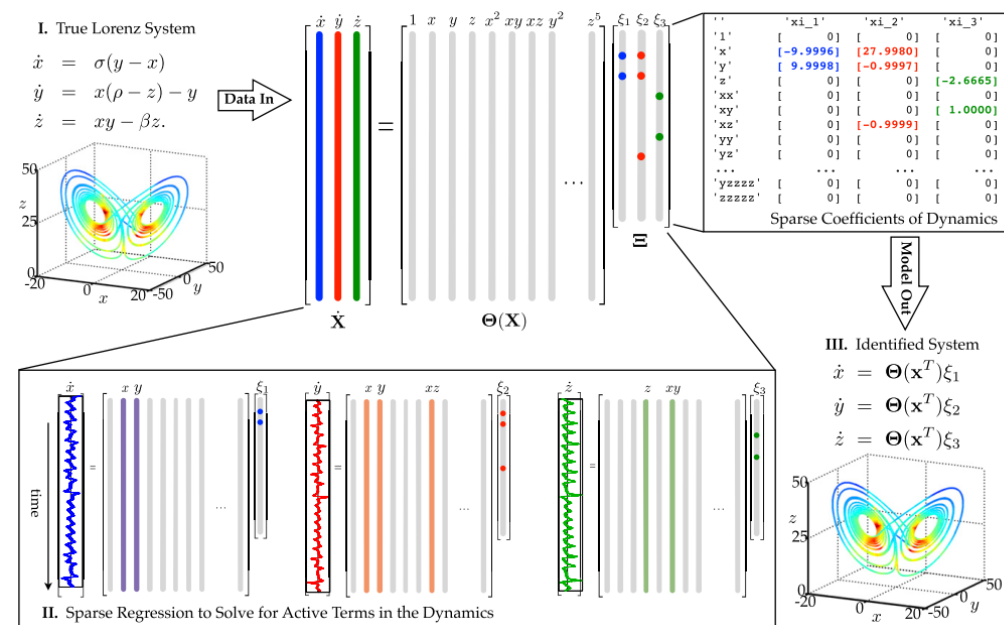 I. True Lorenz System
ẋ = σ(y − x)
ẏ = x(ρ − z) − y
ż = xy − βz.
Data In
50
z
25
0
-20
0
x
20
-50
0
y
50
ẋ ẏ ż
=
1 x y z x² xy xz y² z⁵
...
ξ₁ ξ₂ ξ₃
Ẋ
Θ(X)
Ξ
'' 'xi_1' 'xi_2' 'xi_3'
'1' [ 0] [ 0] [ 0]
'x' [-9.9996] [27.9980] [ 0]
'y' [ 9.9998] [-0.9997] [ 0]
'z' [ 0] [ 0] [-2.6665]
'xx' [ 0] [ 0] [ 0]
'xy' [ 0] [ 0] [ 1.0000]
'xz' [ 0] [-0.9999] [ 0]
'yy' [ 0] [ 0] [ 0]
'yz' [ 0] [ 0] [ 0]
... ... ... ...
'yzzzz' [ 0] [ 0] [ 0]
'zzzzz' [ 0] [ 0] [ 0]
Sparse Coefficients of Dynamics
Model Out
III. Identified System
ẋ = Θ(xᵀ)ξ₁
ẏ = Θ(xᵀ)ξ₂
ż = Θ(xᵀ)ξ₃
50
z
25
0
-20
0
x
20
-50
0
y
50
time
ẋ
=
x y
...
ξ₁
ẏ
=
x y xz
...
ξ₂
ż
=
z xy
...
ξ₃
II. Sparse Regression to Solve for Active Terms in the Dynamics